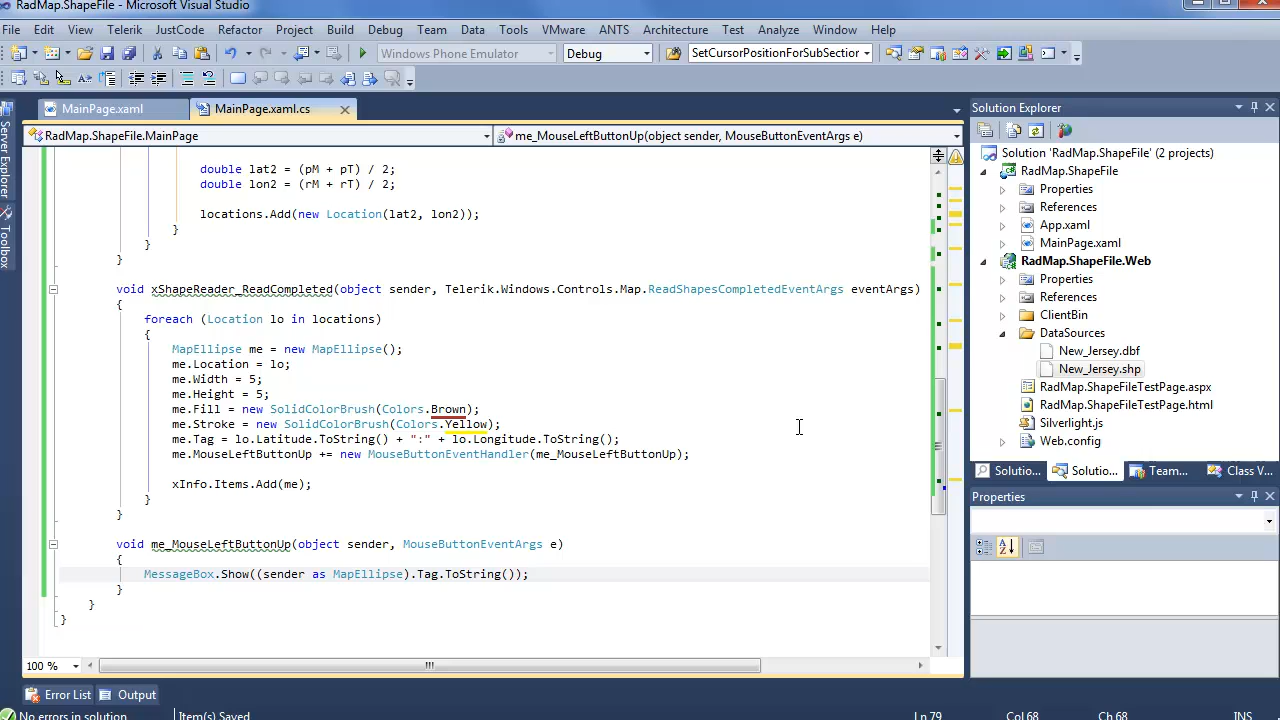 RadMap.ShapeFile - Microsoft Visual Studio
File Edit View Telerik JustCode Refactor Project Build Debug Team Data Tools VMware ANTS Architecture Test Analyze Window Help
Windows Phone Emulator Debug SetCursorPositionForSubSection
MainPage.xaml MainPage.xaml.cs
RadMap.ShapeFile.MainPage me_MouseLeftButtonUp(object sender, MouseButtonEventArgs e)
Server Explorer
Toolbox
double lat2 = (pM + pT) / 2;
double lon2 = (rM + rT) / 2;
locations.Add(new Location(lat2, lon2));
}
}
}
void xShapeReader_ReadCompleted(object sender, Telerik.Windows.Controls.Map.ReadShapesCompletedEventArgs eventArgs)
{
foreach (Location lo in locations)
{
MapEllipse me = new MapEllipse();
me.Location = lo;
me.Width = 5;
me.Height = 5;
me.Fill = new SolidColorBrush(Colors.Brown);
me.Stroke = new SolidColorBrush(Colors.Yellow);
me.Tag = lo.Latitude.ToString() + ":" + lo.Longitude.ToString();
me.MouseLeftButtonUp += new MouseButtonEventHandler(me_MouseLeftButtonUp);
xInfo.Items.Add(me);
}
}
void me_MouseLeftButtonUp(object sender, MouseButtonEventArgs e)
{
MessageBox.Show((sender as MapEllipse).Tag.ToString());
}
}
}
100 %
Solution Explorer
Solution 'RadMap.ShapeFile' (2 projects)
RadMap.ShapeFile
Properties
References
App.xaml
MainPage.xaml
RadMap.ShapeFile.Web
Properties
References
ClientBin
DataSources
New_Jersey.dbf
New_Jersey.shp
RadMap.ShapeFileTestPage.aspx
RadMap.ShapeFileTestPage.html
Silverlight.js
Web.config
Solutio... Solutio... Team... Class V...
Properties
Error List Output
No errors in solution Item(s) Saved Ln 79 Col 68 Ch 68 INS